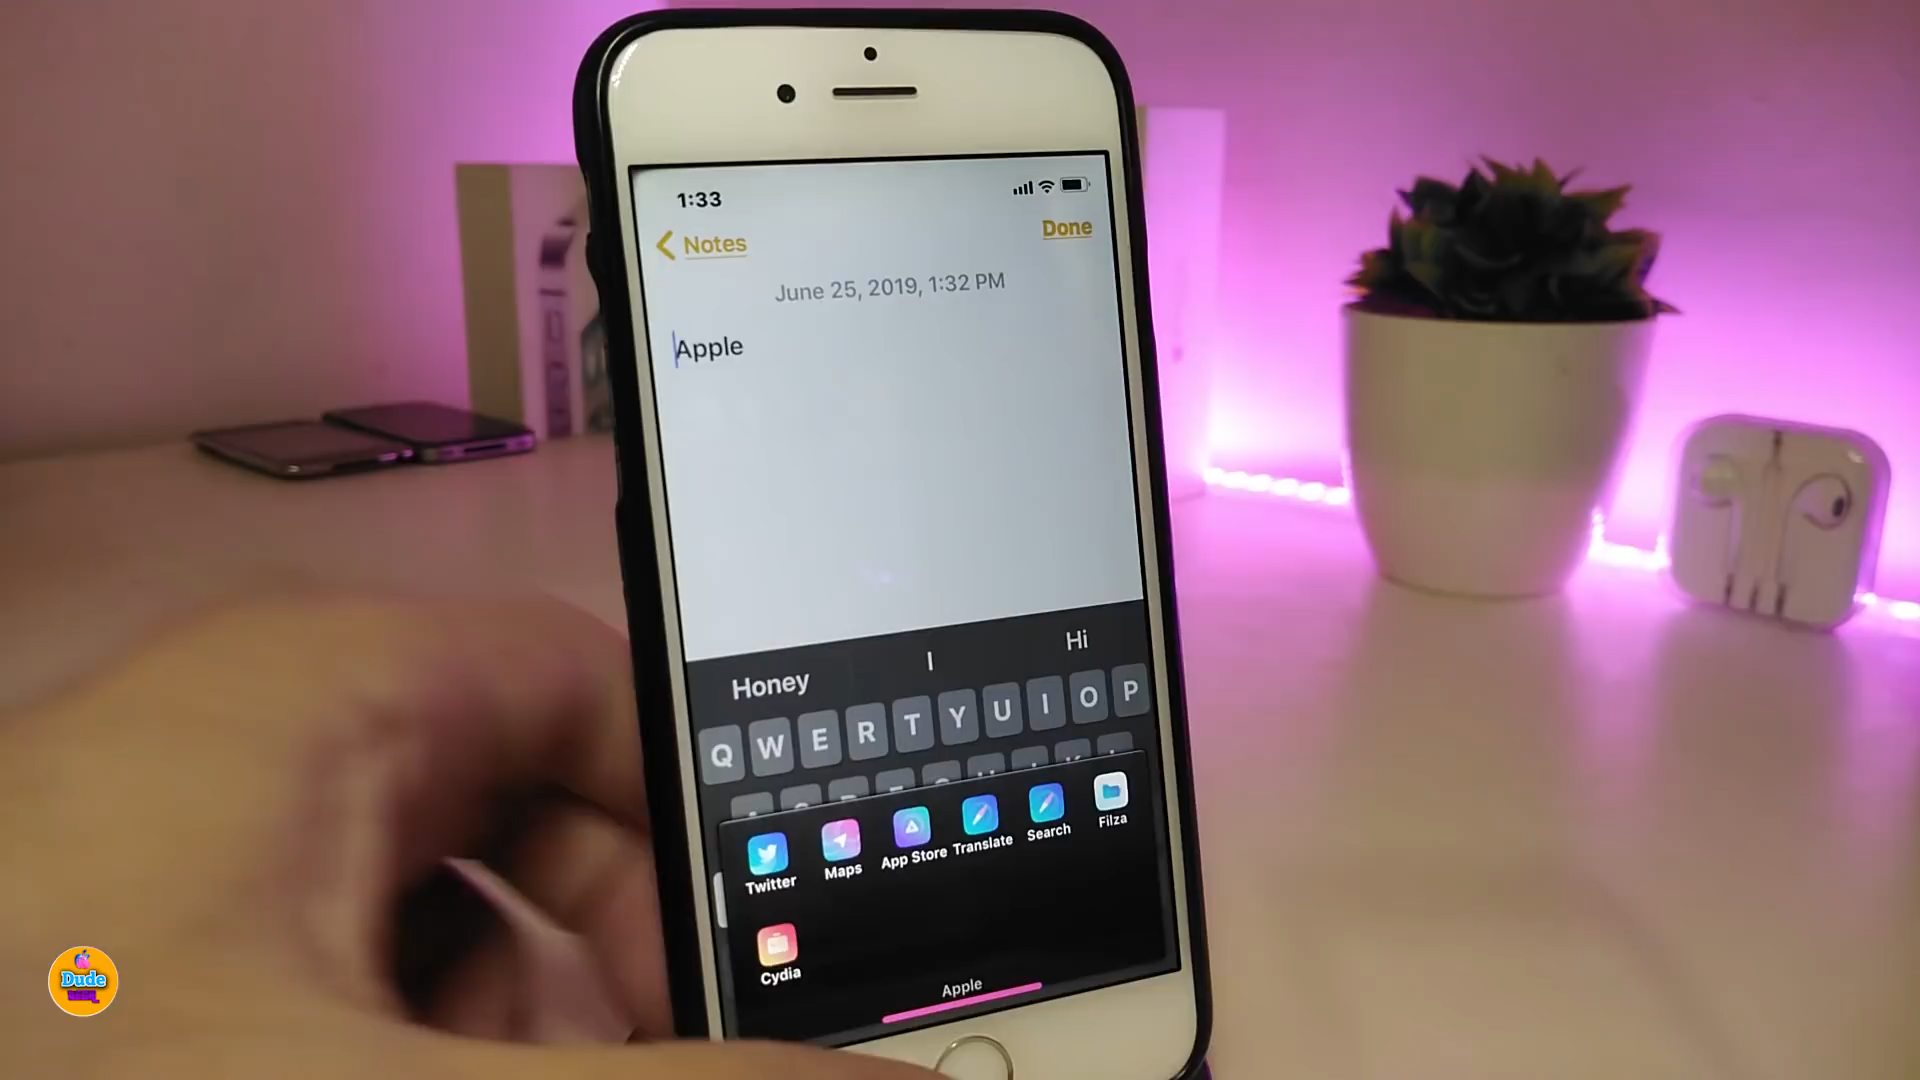 1:33
Notes
Done
June 25, 2019, 1:32 PM
Apple
Honey
I
Hi
Q W E R T Y U I O P
Twitter
Maps
App Store
Translate
Search
Filza
Cydia
Apple
Dude